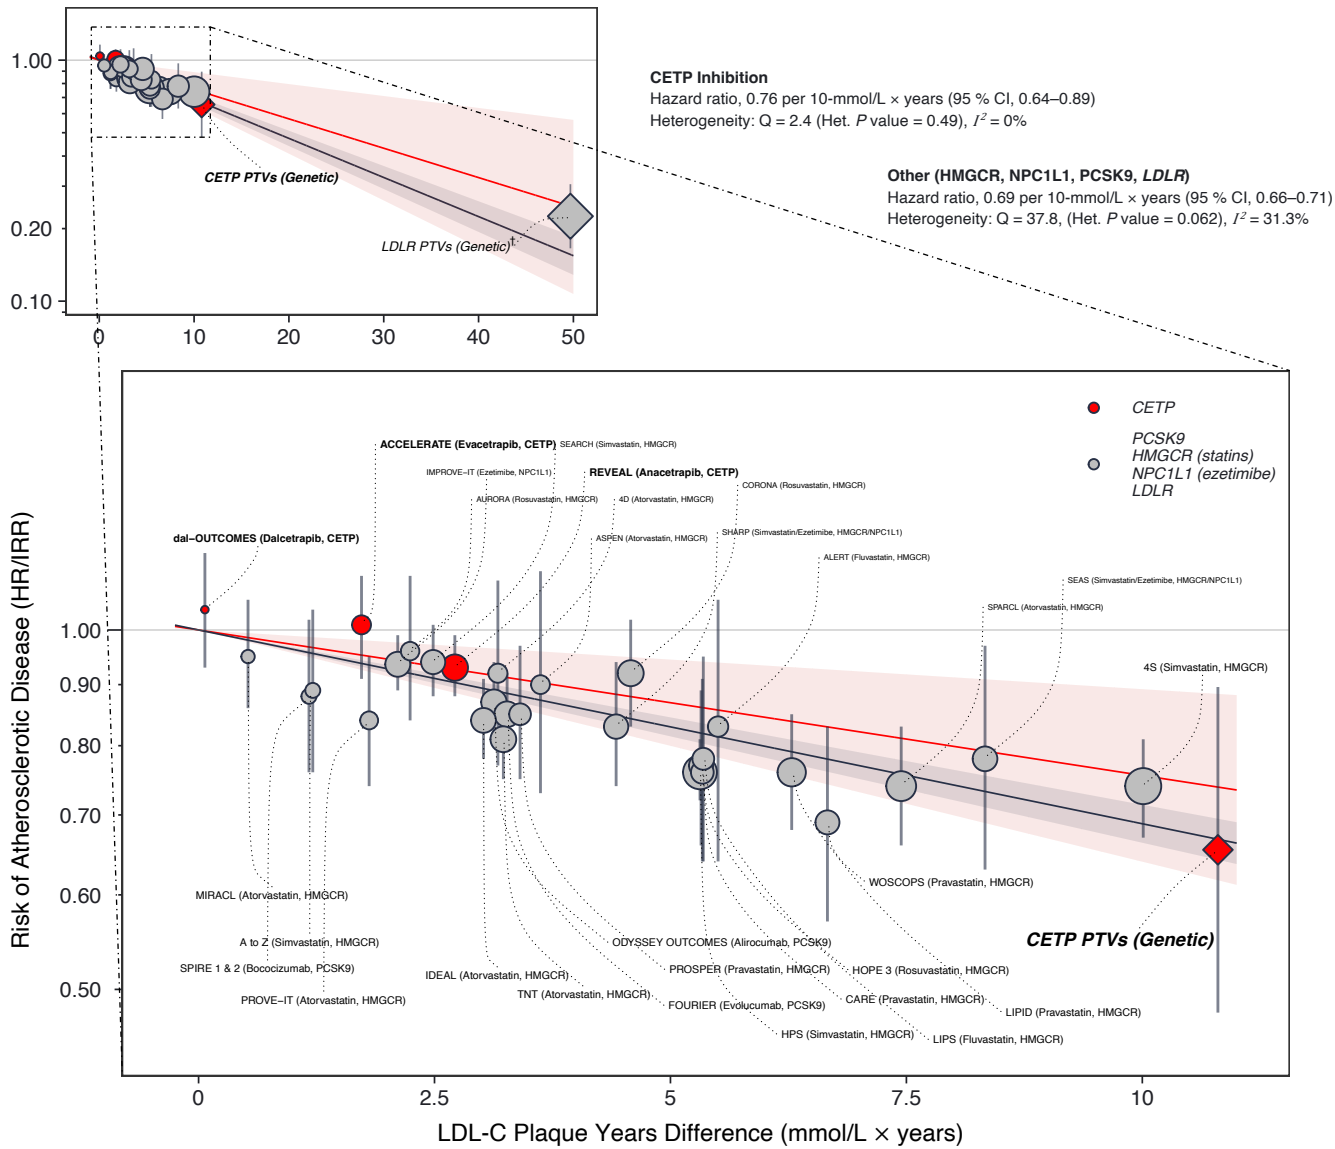 1.00
0.20
0.10
0
10
20
30
40
50
CETP PTVs (Genetic)
LDLR PTVs (Genetic)†
CETP Inhibition
Hazard ratio, 0.76 per 10-mmol/L × years (95 % CI, 0.64–0.89)
Heterogeneity: Q = 2.4 (Het. P value = 0.49), I² = 0%
Other (HMGCR, NPC1L1, PCSK9, LDLR)
Hazard ratio, 0.69 per 10-mmol/L × years (95 % CI, 0.66–0.71)
Heterogeneity: Q = 37.8, (Het. P value = 0.062), I² = 31.3%
CETP
PCSK9
HMGCR (statins)
NPC1L1 (ezetimibe)
LDLR
ACCELERATE (Evacetrapib, CETP)
SEARCH (Simvastatin, HMGCR)
IMPROVE−IT (Ezetimibe, NPC1L1)
REVEAL (Anacetrapib, CETP)
CORONA (Rosuvastatin, HMGCR)
AURORA (Rosuvastatin, HMGCR)
4D (Atorvastatin, HMGCR)
dal−OUTCOMES (Dalcetrapib, CETP)
ASPEN (Atorvastatin, HMGCR)
SHARP (Simvastatin/Ezetimibe, HMGCR/NPC1L1)
ALERT (Fluvastatin, HMGCR)
SEAS (Simvastatin/Ezetimibe, HMGCR/NPC1L1)
SPARCL (Atorvastatin, HMGCR)
4S (Simvastatin, HMGCR)
Risk of Atherosclerotic Disease (HR/IRR)
1.00
0.90
0.80
0.70
0.60
0.50
MIRACL (Atorvastatin, HMGCR)
WOSCOPS (Pravastatin, HMGCR)
CETP PTVs (Genetic)
A to Z (Simvastatin, HMGCR)
ODYSSEY OUTCOMES (Alirocumab, PCSK9)
SPIRE 1 & 2 (Bococizumab, PCSK9)
IDEAL (Atorvastatin, HMGCR)
PROSPER (Pravastatin, HMGCR)
HOPE 3 (Rosuvastatin, HMGCR)
PROVE−IT (Atorvastatin, HMGCR)
TNT (Atorvastatin, HMGCR)
FOURIER (Evolucumab, PCSK9)
CARE (Pravastatin, HMGCR)
LIPID (Pravastatin, HMGCR)
HPS (Simvastatin, HMGCR)
LIPS (Fluvastatin, HMGCR)
0
2.5
5
7.5
10
LDL-C Plaque Years Difference (mmol/L × years)